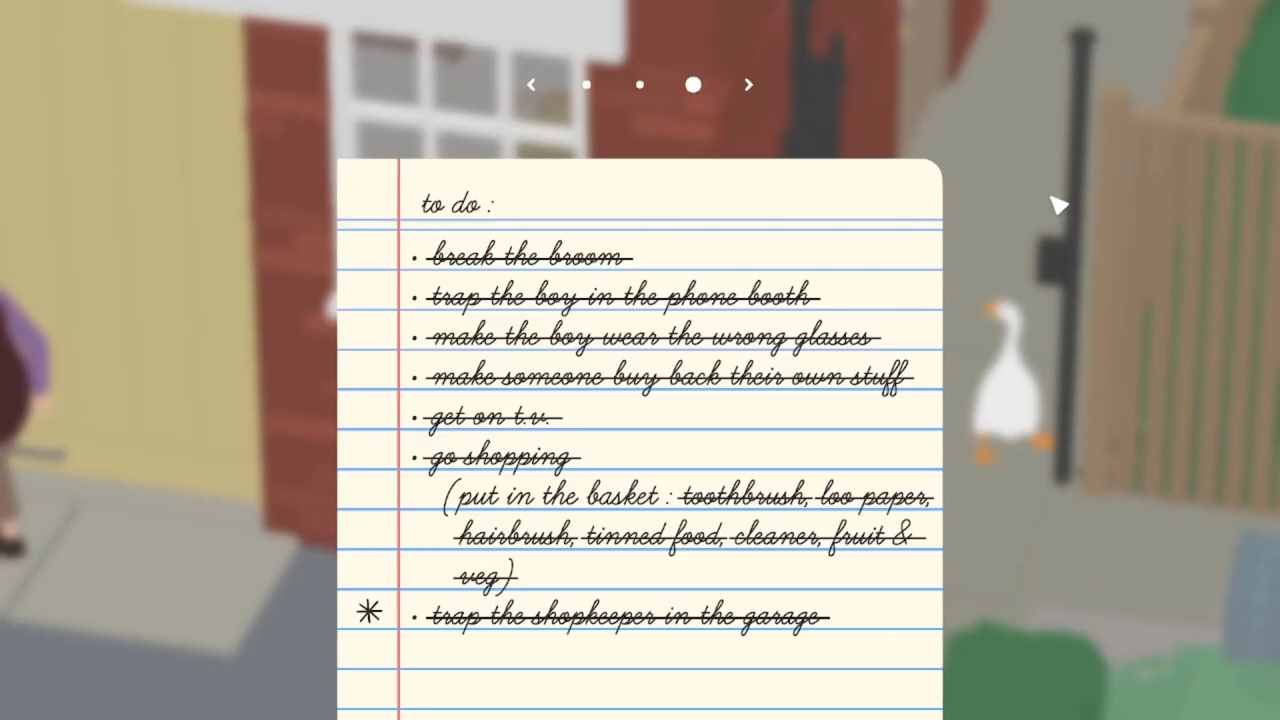 to do :
· break the broom
· trap the boy in the phone booth
· make the boy wear the wrong glasses
· make someone buy back their own stuff
· get on t.v.
· go shopping
(put in the basket : toothbrush, loo paper,
hairbrush, tinned food, cleaner, fruit &
veg)
* · trap the shopkeeper in the garage